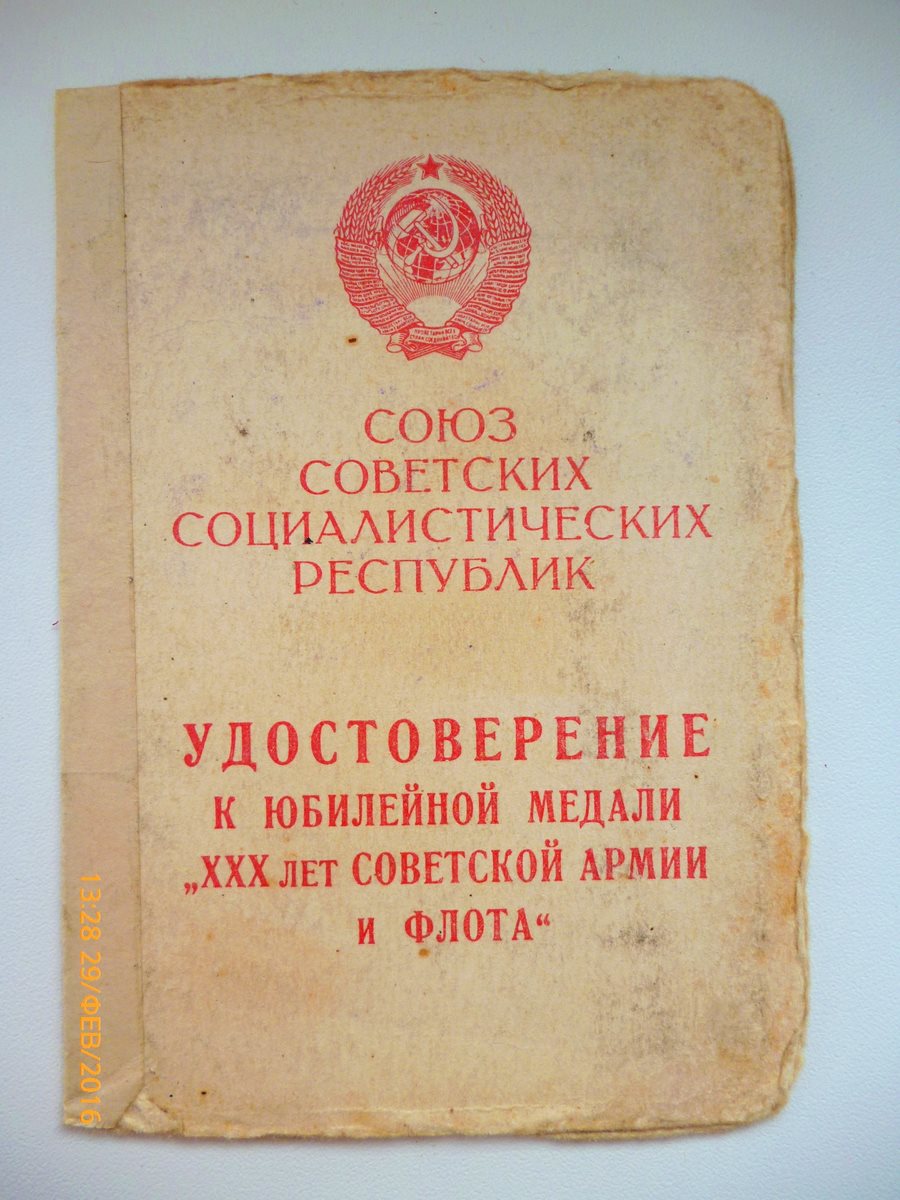 СОЮЗ
СОВЕТСКИХ
СОЦИАЛИСТИЧЕСКИХ
РЕСПУБЛИК
УДОСТОВЕРЕНИЕ
К ЮБИЛЕЙНОЙ МЕДАЛИ
„XXX ЛЕТ СОВЕТСКОЙ АРМИИ
И ФЛОТА“
13:28 29/ФЕВ/2016